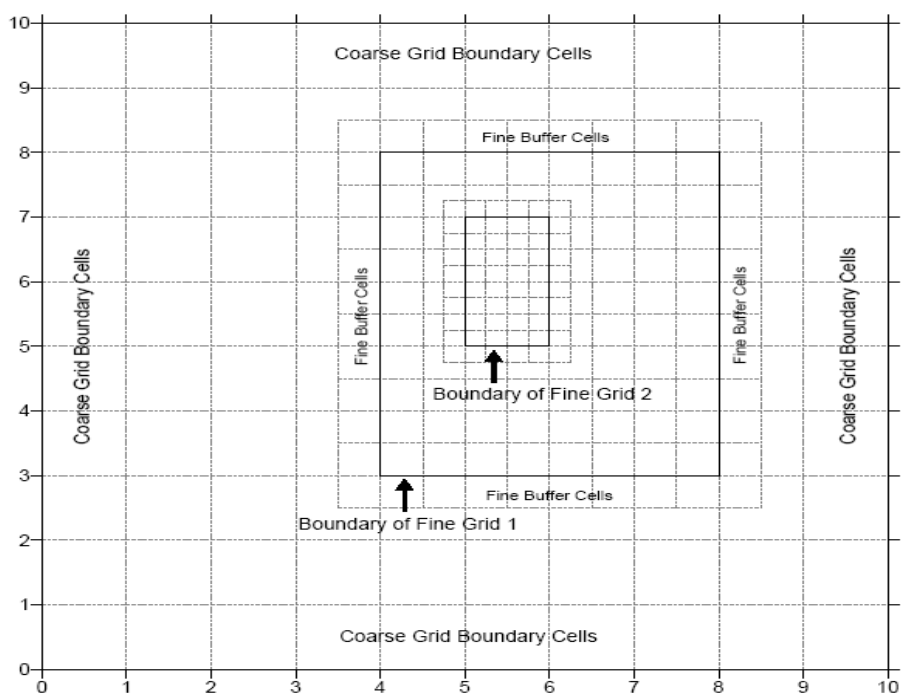 10
Coarse Grid Boundary Cells
9
Fine Buffer Cells
8
7
Coarse Grid Boundary Cells
Fine Buffer Cells
Fine Buffer Cells
Coarse Grid Boundary Cells
6
5
Boundary of Fine Grid 2
4
3
Fine Buffer Cells
Boundary of Fine Grid 1
2
1
Coarse Grid Boundary Cells
0
0 1 2 3 4 5 6 7 8 9 10